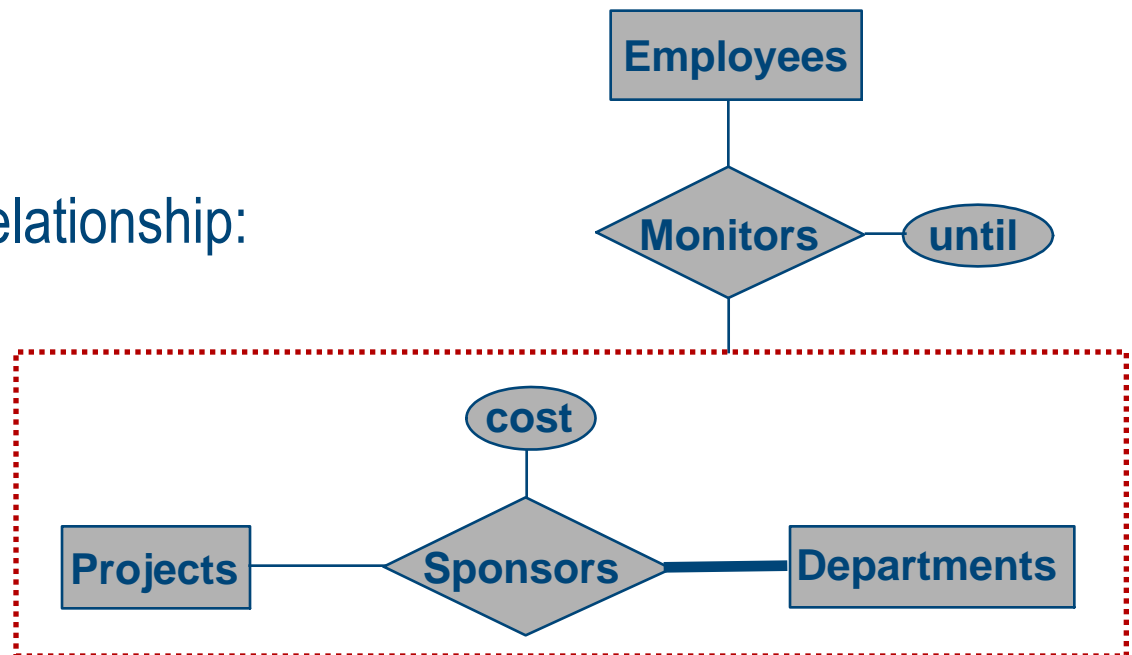 Employees
elationship:
Monitors
until
cost
Projects
Sponsors
Departments